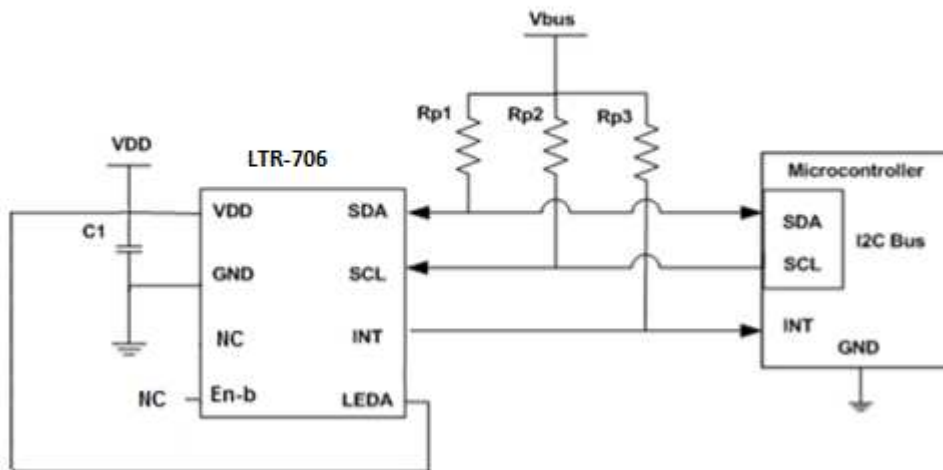 Vbus
Rp1
Rp2
Rp3
VDD
LTR-706
Microcontroller
VDD
SDA
SDA
I2C Bus
C1
GND
SCL
SCL
NC
INT
INT
GND
NC
En-b
LEDA